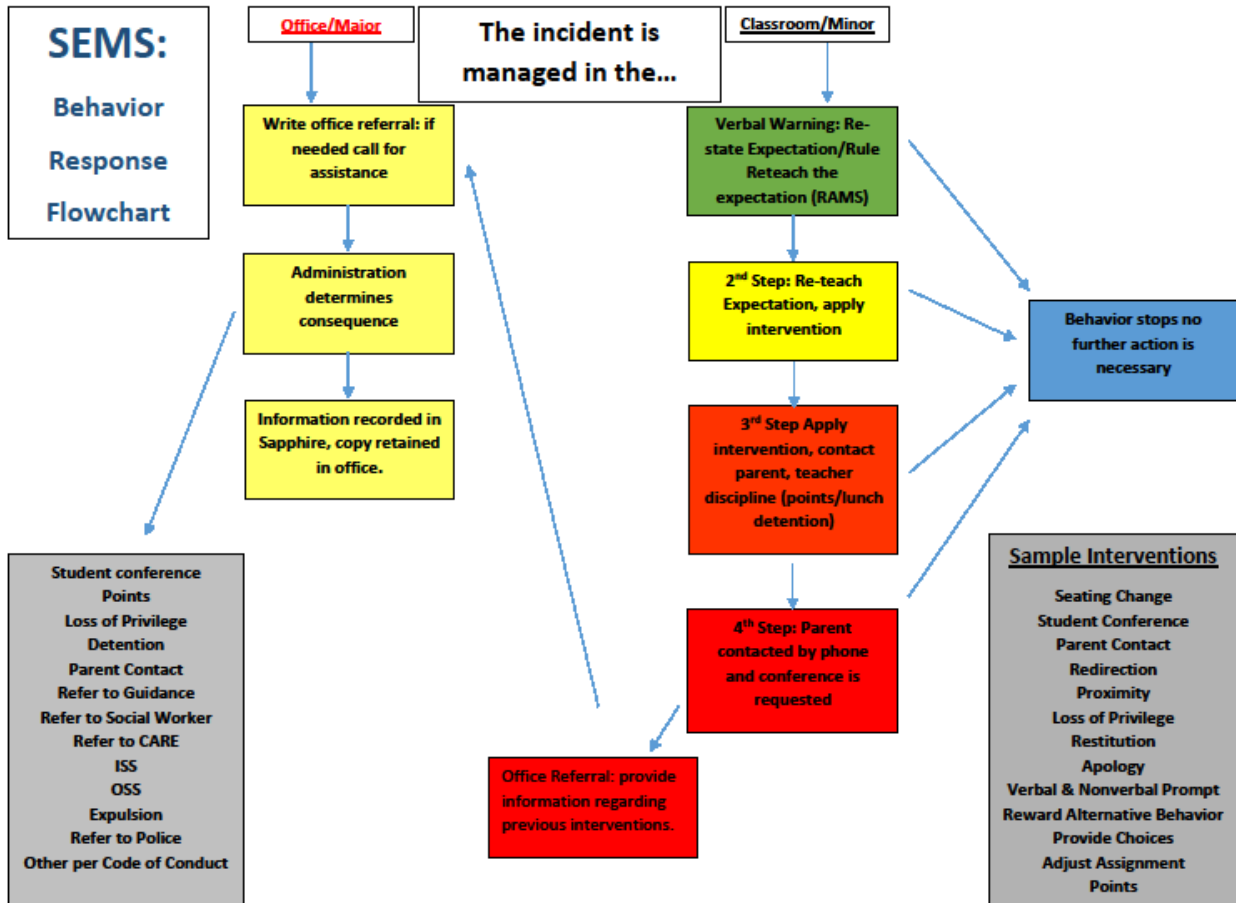 SEMS:
Behavior
Response
Flowchart
Office/Major
The incident is
managed in the...
Classroom/Minor
Write office referral: if
needed call for
assistance
Administration
determines
consequence
Information recorded in
Sapphire, copy retained
in office.
Student conference
Points
Loss of Privilege
Detention
Parent Contact
Refer to Guidance
Refer to Social Worker
Refer to CARE
ISS
OSS
Expulsion
Refer to Police
Other per Code of Conduct
Verbal Warning: Re-
state Expectation/Rule
Reteach the
expectation (RAMS)
2nd Step: Re-teach
Expectation, apply
intervention
3rd Step Apply
intervention, contact
parent, teacher
discipline (points/lunch
detention)
4th Step: Parent
contacted by phone
and conference is
requested
Office Referral: provide
information regarding
previous interventions.
Behavior stops no
further action is
necessary
Sample Interventions
Seating Change
Student Conference
Parent Contact
Redirection
Proximity
Loss of Privilege
Restitution
Apology
Verbal & Nonverbal Prompt
Reward Alternative Behavior
Provide Choices
Adjust Assignment
Points